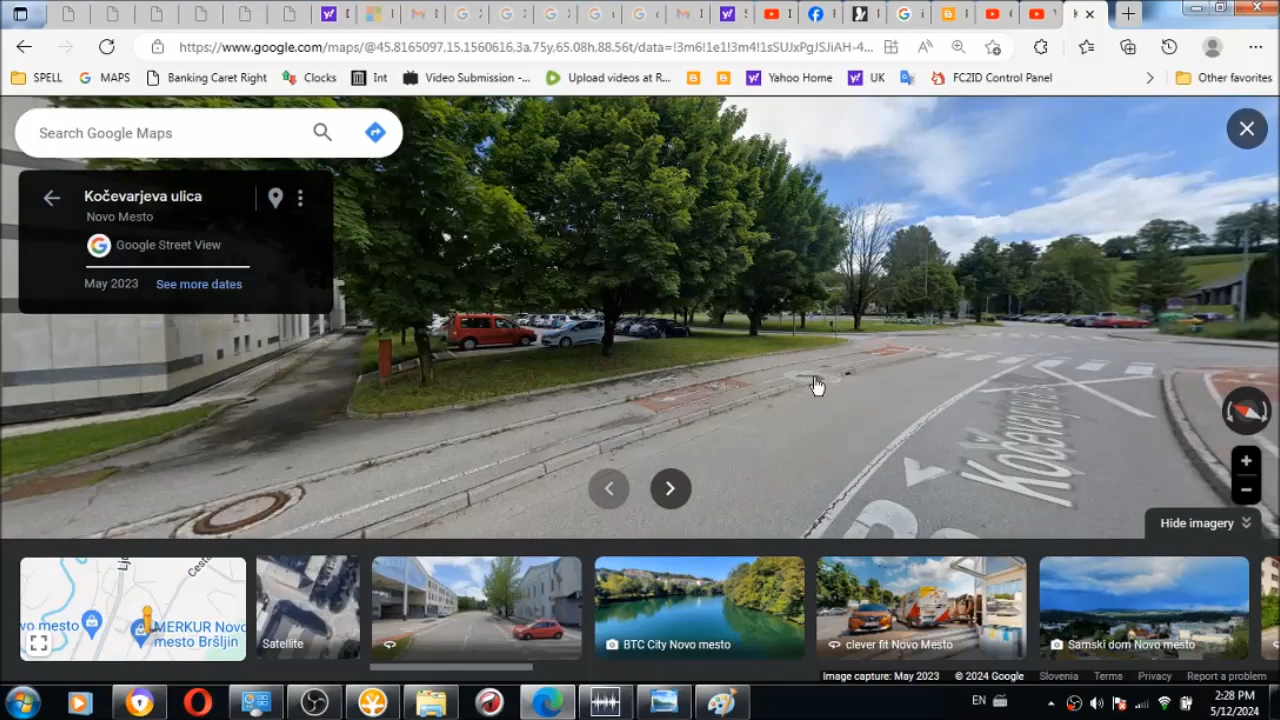 https://www.google.com/maps/@45.8165097,15.1560616,3a,75y,65.08h,88.56t/data=!3m6!1e1!3m4!1sSUJxPgJSJiAH-4...
SPELL MAPS Banking Caret Right Clocks Int Video Submission -... Upload videos at R... Yahoo Home UK FC2ID Control Panel Other favorites
Search Google Maps
Kočevarjeva ulica
Novo Mesto
Google Street View
May 2023 See more dates
Kočevarjeva
Hide imagery
Satellite
MERKUR Novo
vo mesto
mesto Bršljin
BTC City Novo mesto
clever fit Novo Mesto
Samski dom Novo mesto
Image capture: May 2023 © 2024 Google Slovenia Terms Privacy Report a problem
EN
2:28 PM
5/12/2024